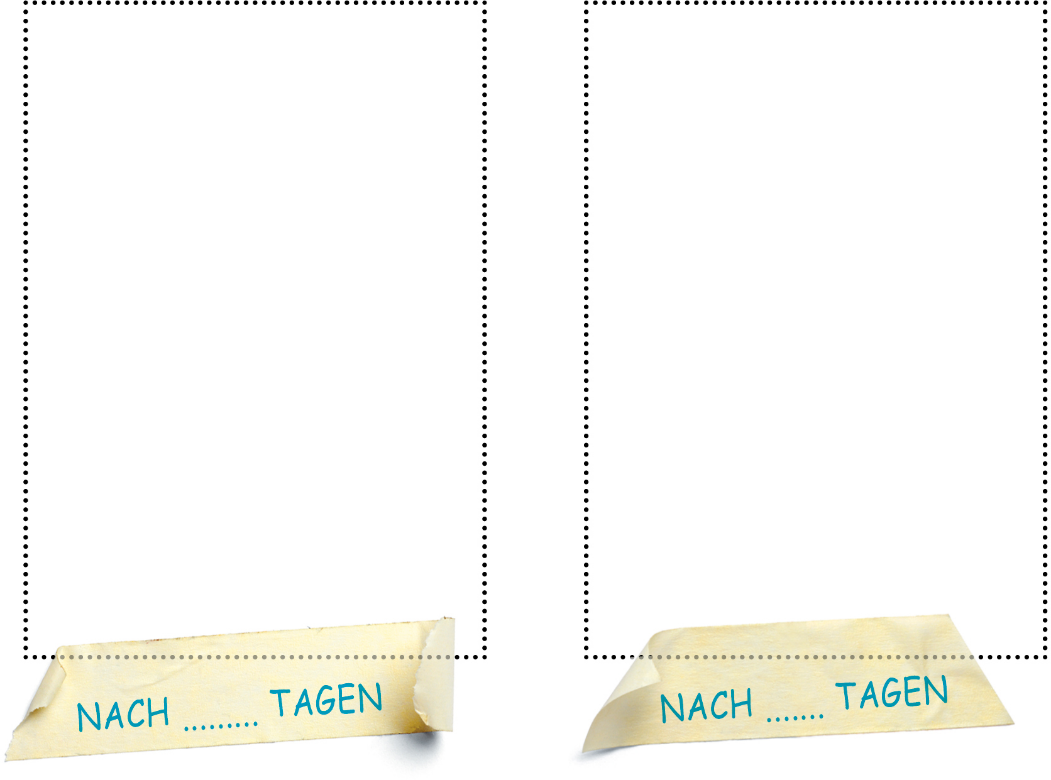 NACH ......... TAGEN
NACH ....... TAGEN